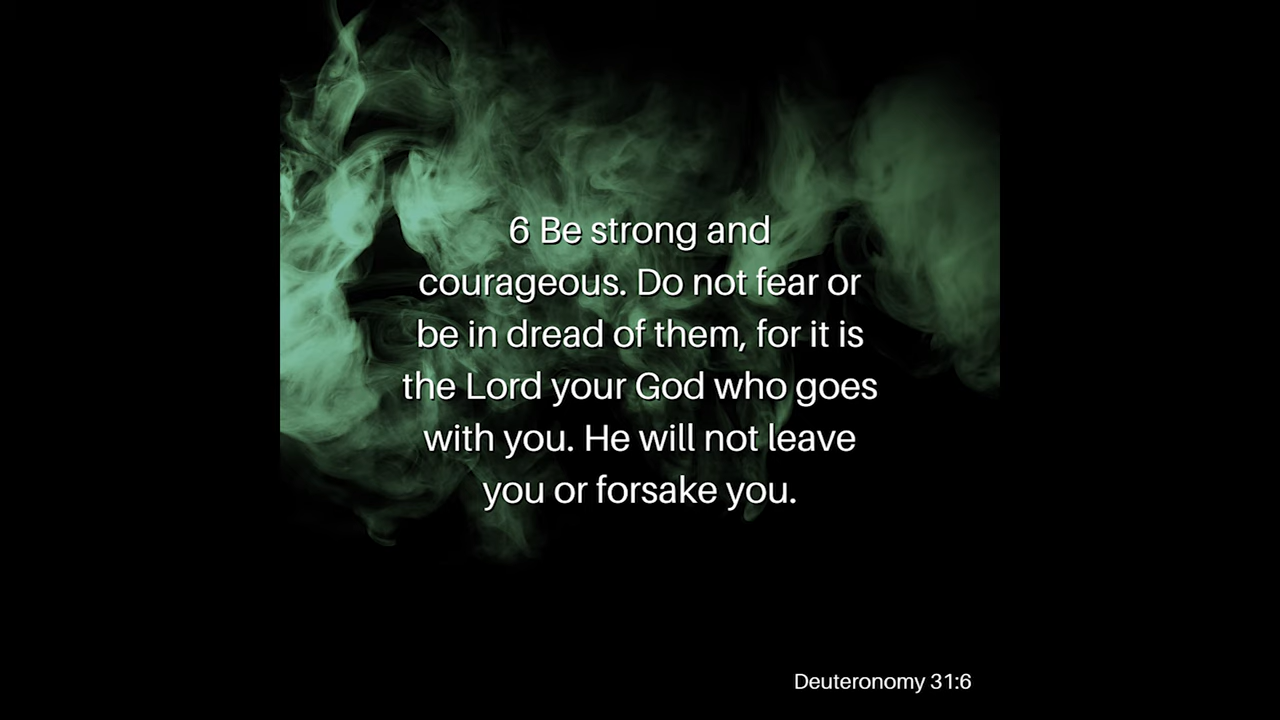 6 Be strong and
courageous. Do not fear or
be in dread of them, for it is
the Lord your God who goes
with you. He will not leave
you or forsake you.
Deuteronomy 31:6